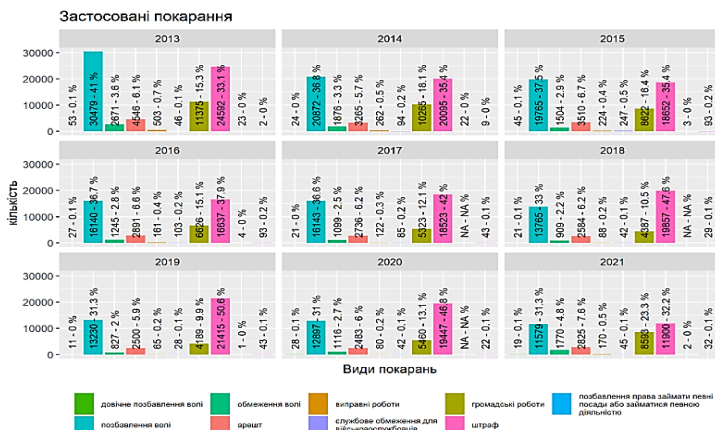 Застосовані покарання
2013
2014
2015
30000
20000
10000
0
53 - 0.1 %
30479 - 41 %
2671 - 3.6 %
4546 - 6.1 %
503 - 0.7 %
46 - 0.1 %
11375 - 15.3 %
24592 - 33.1 %
23 - 0 %
2 - 0 %
24 - 0 %
20872 - 36.8 %
1876 - 3.3 %
3265 - 5.7 %
262 - 0.5 %
94 - 0.2 %
10265 - 18.1 %
20095 - 35.4 %
22 - 0 %
9 - 0 %
45 - 0.1 %
19765 - 37.5 %
1504 - 2.9 %
3510 - 6.7 %
224 - 0.4 %
247 - 0.5 %
8622 - 16.4 %
18652 - 35.4 %
3 - 0 %
93 - 0.2 %
2016
2017
2018
30000
20000
10000
0
27 - 0.1 %
16140 - 36.7 %
1245 - 2.8 %
2891 - 6.6 %
161 - 0.4 %
103 - 0.2 %
6626 - 15.1 %
16637 - 37.9 %
4 - 0 %
93 - 0.2 %
21 - 0 %
16143 - 36.6 %
1099 - 2.5 %
2736 - 6.2 %
122 - 0.3 %
85 - 0.2 %
5323 - 12.1 %
18523 - 42 %
NA - NA %
43 - 0.1 %
21 - 0.1 %
13765 - 33 %
909 - 2.2 %
2584 - 6.2 %
88 - 0.2 %
42 - 0.1 %
4387 - 10.5 %
19857 - 47.6 %
NA - NA %
29 - 0.1 %
2019
2020
2021
30000
20000
10000
0
11 - 0 %
13230 - 31.3 %
827 - 2 %
2500 - 5.9 %
65 - 0.2 %
28 - 0.1 %
4189 - 9.9 %
21415 - 50.6 %
1 - 0 %
43 - 0.1 %
28 - 0.1 %
12897 - 31 %
1116 - 2.7 %
2483 - 6 %
80 - 0.2 %
42 - 0.1 %
5460 - 13.1 %
19447 - 46.8 %
NA - NA %
22 - 0.1 %
19 - 0.1 %
11579 - 31.3 %
1770 - 4.8 %
2825 - 7.6 %
170 - 0.5 %
45 - 0.1 %
8593 - 23.3 %
11900 - 32.2 %
2 - 0 %
32 - 0.1 %
кількість
Види покарань
довічне позбавлення волі
обмеження волі
виправні роботи
громадські роботи
позбавлення права займати певні
посади або займатися певною
діяльністю
позбавлення волі
арешт
службове обмеження для
військовослужбовців
штраф